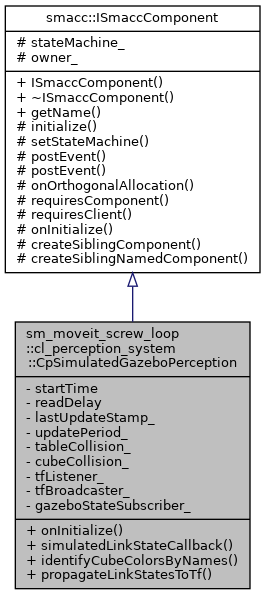 smacc::ISmaccComponent
# stateMachine_
# owner_
+ ISmaccComponent()
+ ~ISmaccComponent()
+ getName()
# initialize()
# setStateMachine()
# postEvent()
# postEvent()
# onOrthogonalAllocation()
# requiresComponent()
# requiresClient()
# onInitialize()
# createSiblingComponent()
# createSiblingNamedComponent()
sm_moveit_screw_loop
::cl_perception_system
::CpSimulatedGazeboPerception
- startTime
- readDelay
- lastUpdateStamp_
- updatePeriod_
- tableCollision_
- cubeCollision_
- tfListener_
- tfBroadcaster_
- gazeboStateSubscriber_
+ onInitialize()
+ simulatedLinkStateCallback()
+ identifyCubeColorsByNames()
+ propagateLinkStatesToTf()